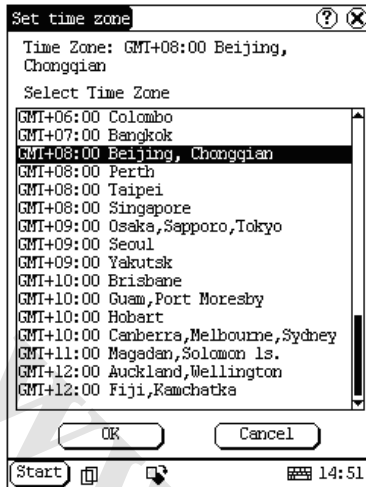 Set time zone
Time Zone: GMT+08:00 Beijing,
Chongqian
Select Time Zone
GMT+06:00 Colombo
GMT+07:00 Bangkok
GMT+08:00 Beijing, Chongqian
GMT+08:00 Perth
GMT+08:00 Taipei
GMT+08:00 Singapore
GMT+09:00 Osaka,Sapporo,Tokyo
GMT+09:00 Seoul
GMT+09:00 Yakutsk
GMT+10:00 Brisbane
GMT+10:00 Guam,Port Moresby
GMT+10:00 Hobart
GMT+10:00 Canberra,Melbourne,Sydney
GMT+11:00 Magadan,Solomon ls.
GMT+12:00 Auckland,Wellington
GMT+12:00 Fiji,Kamchatka
OK Cancel
Start 14:51